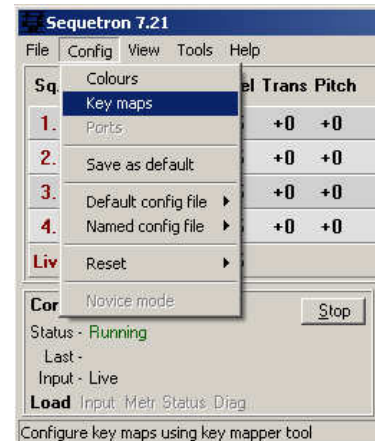 Sequetron 7.21
File Config View Tools Help
Colours
Key maps
Ports
Save as default
Default config file
Named config file
Reset
Novice mode
Sq. el Trans Pitch
1. +0 +0
2. +0 +0
3. +0 +0
4. +0 +0
Liv
Cor Stop
Status - Running
Last -
Input - Live
Load Input Metr Status Diag
Configure key maps using key mapper tool